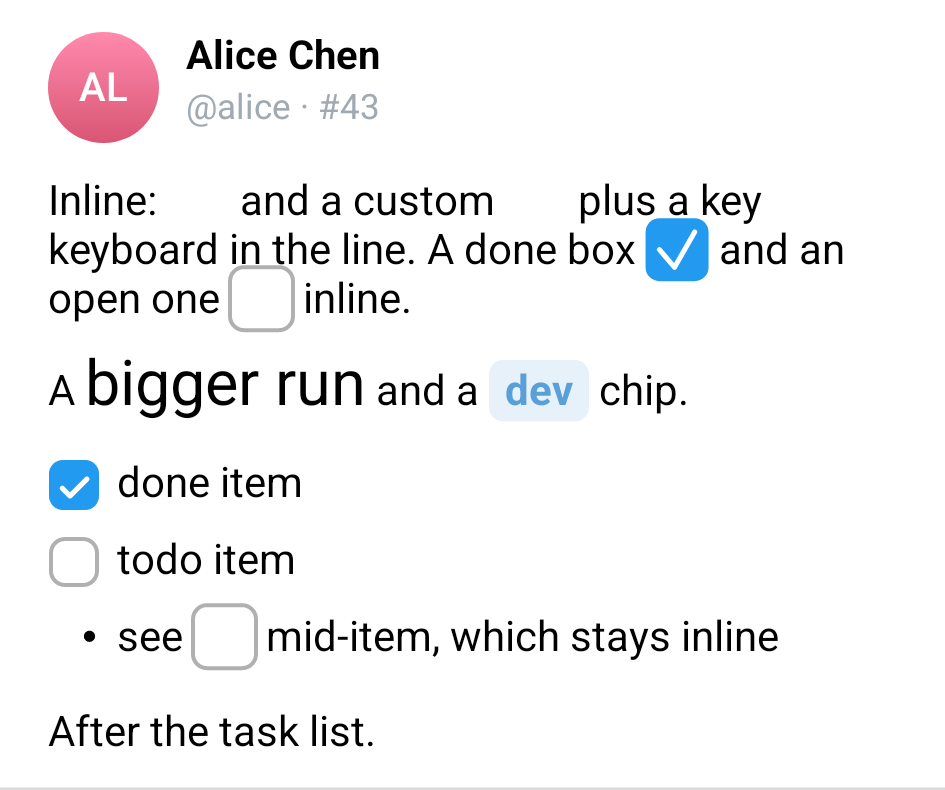 AL
Alice Chen
@alice · #43
Inline: and a custom plus a key
keyboard in the line. A done box and an
open one inline.
A bigger run and a dev chip.
done item
todo item
• see mid-item, which stays inline
After the task list.